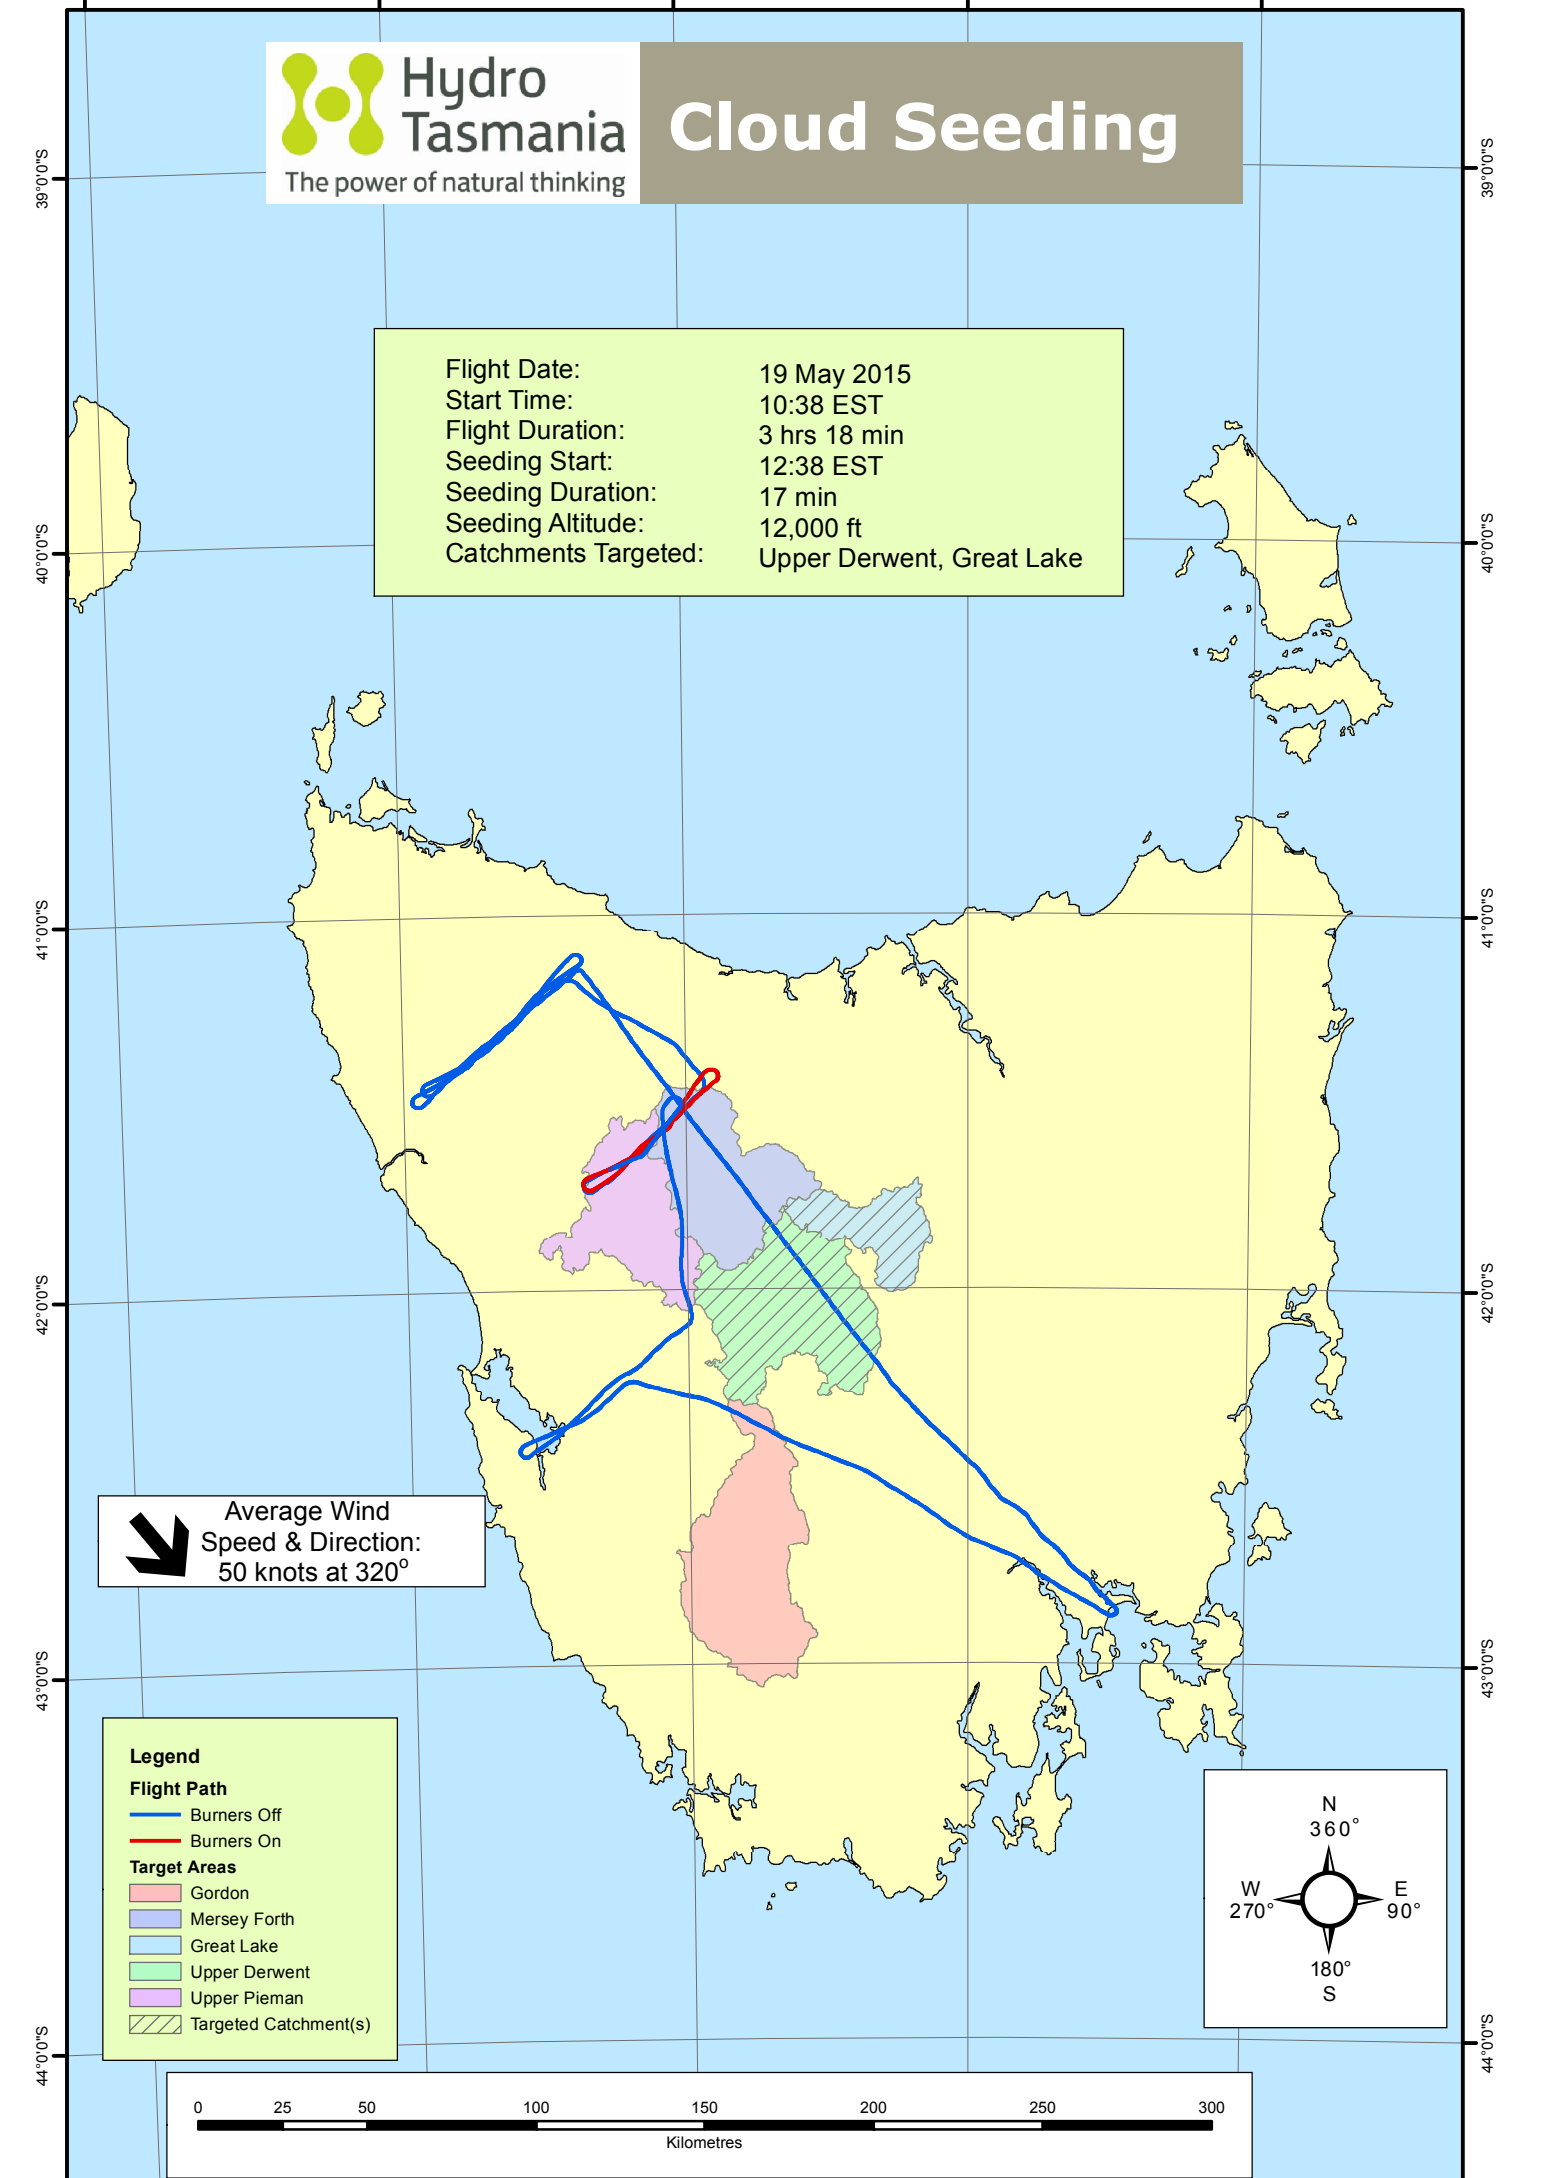 Hydro
Tasmania
The power of natural thinking
Cloud Seeding
39°0'0"S
39°0'0"S
Flight Date: 19 May 2015
Start Time: 10:38 EST
Flight Duration: 3 hrs 18 min
Seeding Start: 12:38 EST
Seeding Duration: 17 min
Seeding Altitude: 12,000 ft
Catchments Targeted: Upper Derwent, Great Lake
40°0'0"S
40°0'0"S
41°0'0"S
41°0'0"S
42°0'0"S
42°0'0"S
Average Wind
Speed & Direction:
50 knots at 320°
43°0'0"S
43°0'0"S
Legend
Flight Path
Burners Off
Burners On
Target Areas
Gordon
Mersey Forth
Great Lake
Upper Derwent
Upper Pieman
Targeted Catchment(s)
N
360°
W
270°
E
90°
180°
S
44°0'0"S
44°0'0"S
0 25 50 100 150 200 250 300
Kilometres